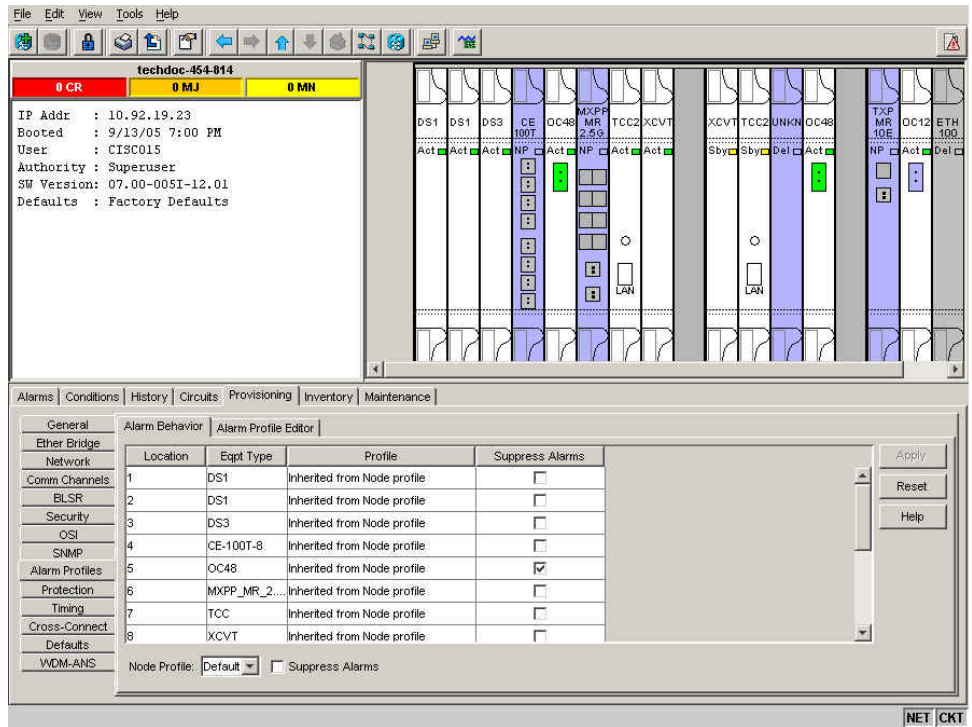 File Edit View Tools Help
techdoc-454-814
0 CR 0 MJ 0 MN
IP Addr : 10.92.19.23
Booted : 9/13/05 7:00 PM
User : CISCO15
Authority : Superuser
SW Version: 07.00-005I-12.01
Defaults : Factory Defaults
DS1 DS1 DS3 CE 100T OC48 MXPP MR 2.5G TCC2 XCVT XCVT TCC2 UNKN OC48 TXP MR 10E OC12 ETH 100
Act Act Act NP Act NP Act Act Sby Sby Del Act NP Act Del
LAN LAN
Alarms Conditions History Circuits Provisioning Inventory Maintenance
General
Ether Bridge
Network
Comm Channels
BLSR
Security
OSI
SNMP
Alarm Profiles
Protection
Timing
Cross-Connect
Defaults
WDM-ANS
Alarm Behavior Alarm Profile Editor
Location Eqpt Type Profile Suppress Alarms
1 DS1 Inherited from Node profile
2 DS1 Inherited from Node profile
3 DS3 Inherited from Node profile
4 CE-100T-8 Inherited from Node profile
5 OC48 Inherited from Node profile
6 MXPP_MR_2.... Inherited from Node profile
7 TCC Inherited from Node profile
8 XCVT Inherited from Node profile
Node Profile: Default Suppress Alarms
Apply
Reset
Help
NET CKT